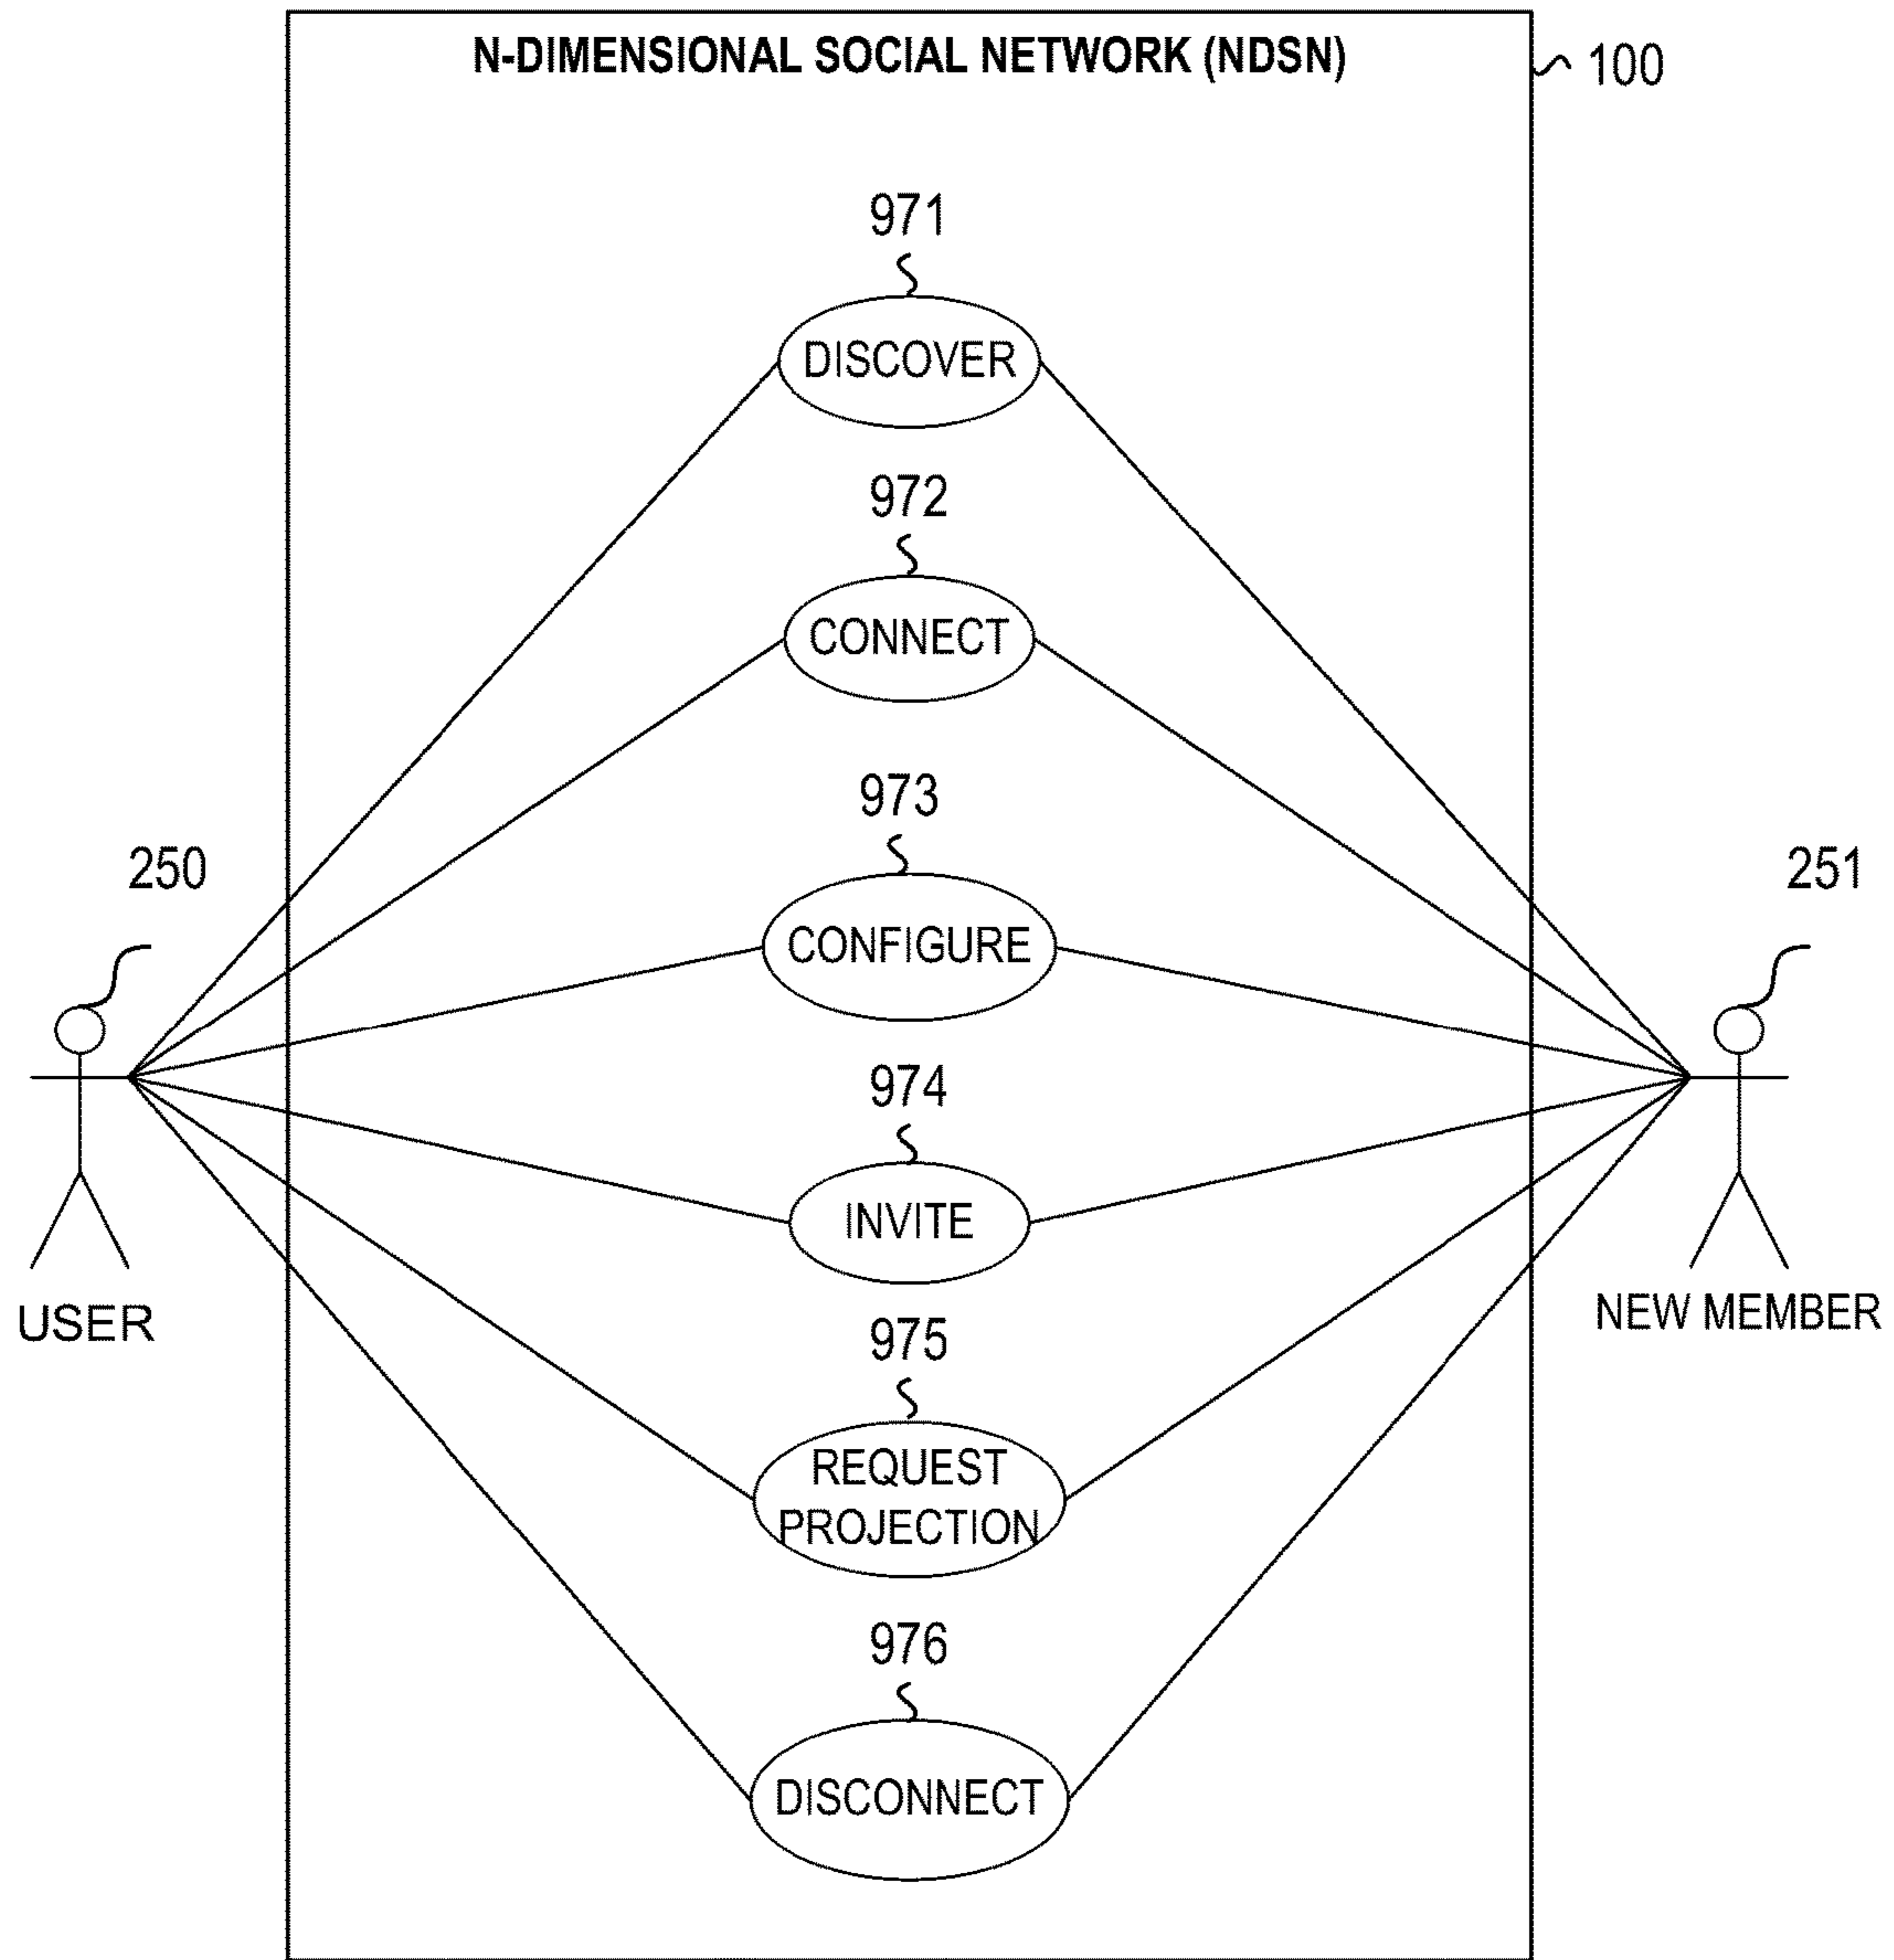 N-DIMENSIONAL SOCIAL NETWORK (NDSN)
100
971
DISCOVER
972
CONNECT
973
CONFIGURE
250
251
974
INVITE
USER
NEW MEMBER
975
REQUEST
PROJECTION
976
DISCONNECT